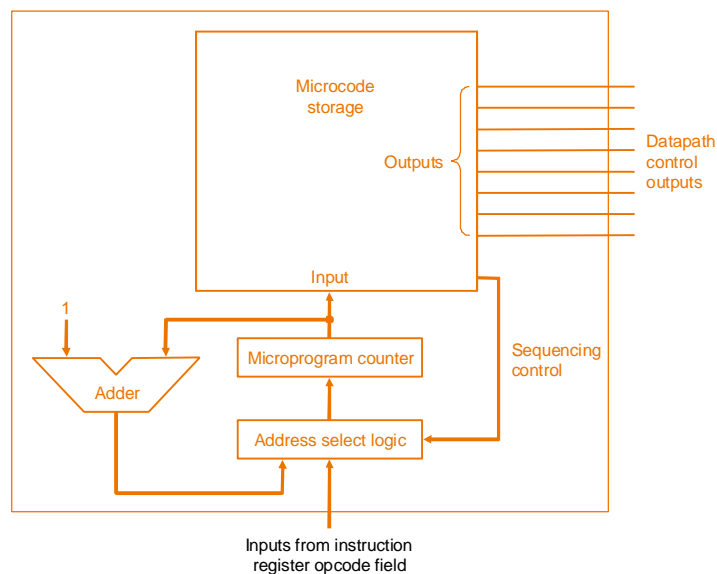 Microcode
storage
Outputs
Datapath
control
outputs
Input
1
Microprogram counter
Sequencing
control
Adder
Address select logic
Inputs from instruction
register opcode field